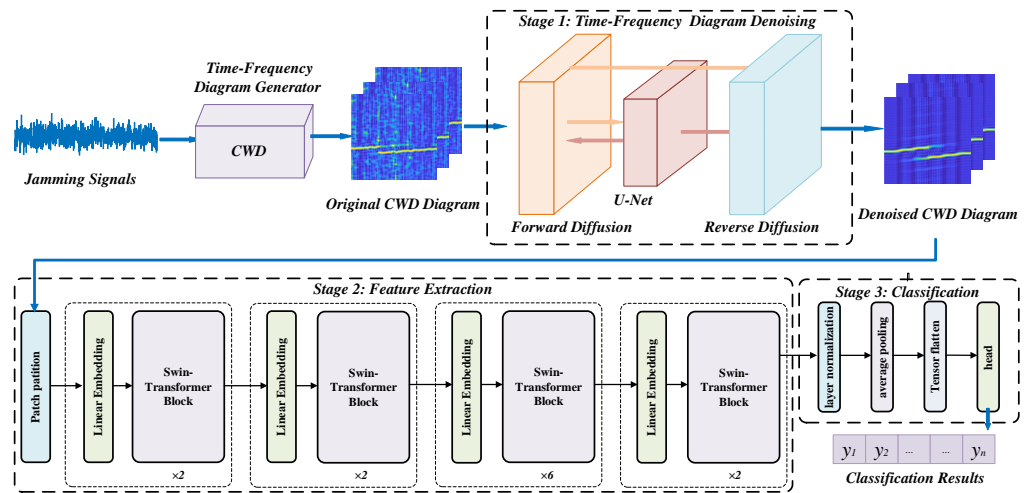 Stage 1: Time-Frequency Diagram Denoising
Time-Frequency
Diagram Generator
CWD
Jamming Signals
Original CWD Diagram
U-Net
Forward Diffusion
Reverse Diffusion
Denoised CWD Diagram
Stage 2: Feature Extraction
Patch patition
Linear Embedding
Swin-
Transformer
Block
×2
Linear Embedding
Swin-
Transformer
Block
×2
Linear Embedding
Swin-
Transformer
Block
×6
Linear Embedding
Swin-
Transformer
Block
×2
Stage 3: Classification
layer normalization
average pooling
Tensor flatten
head
y1 y2 ... ... yn
Classification Results